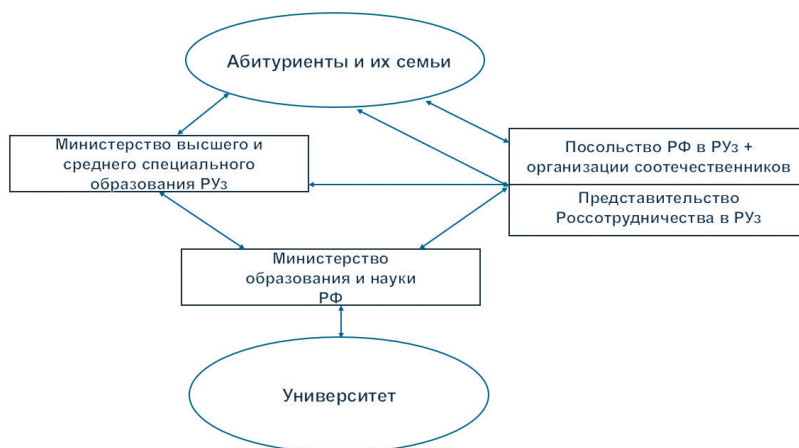 Абитуриенты и их семьи
Министерство высшего и
среднего специального
образования РУз
Посольство РФ в РУз +
организации соотечественников
Представительство
Россотрудничества в РУз
Министерство
образования и науки
РФ
Университет